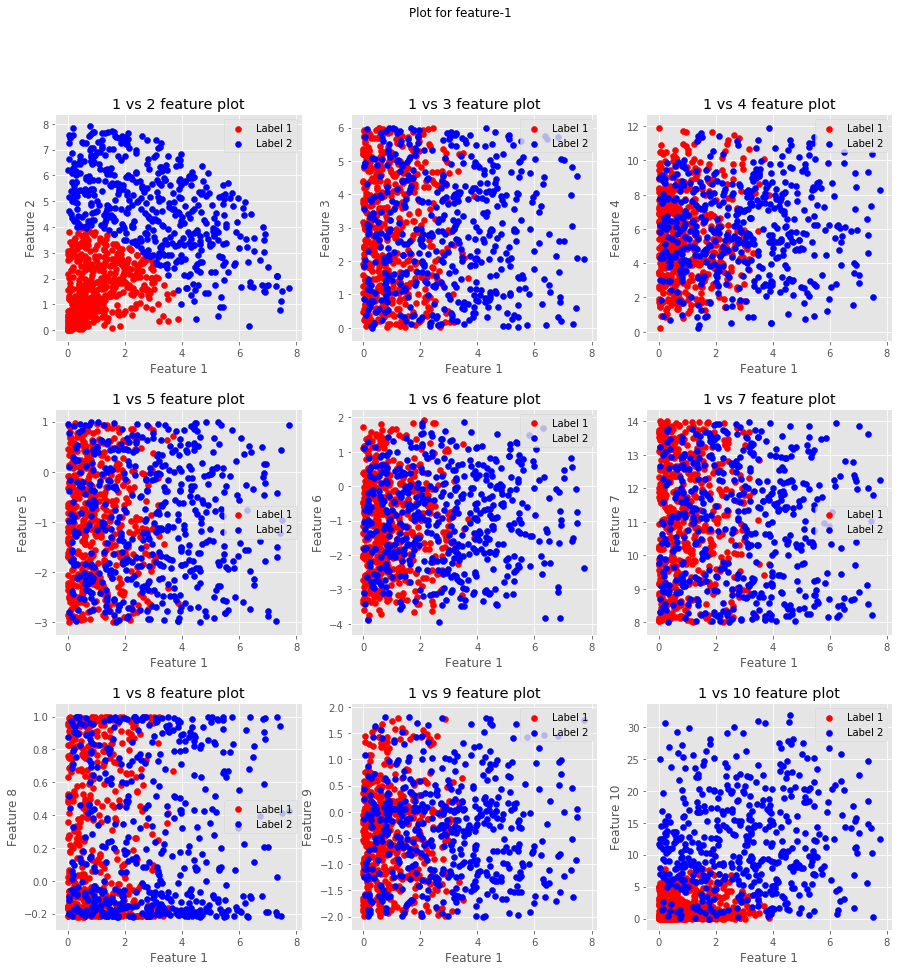 Plot for feature-1
1 vs 2 feature plot
Label 1
Label 2
8
7
6
5
4
3
2
1
0
Feature 2
0 2 4 6 8
Feature 1
1 vs 3 feature plot
Label 1
Label 2
6
5
4
3
2
1
0
Feature 3
0 2 4 6 8
Feature 1
1 vs 4 feature plot
Label 1
Label 2
12
10
8
6
4
2
0
Feature 4
0 2 4 6 8
Feature 1
1 vs 5 feature plot
Label 1
Label 2
1
0
−1
−2
−3
Feature 5
0 2 4 6 8
Feature 1
1 vs 6 feature plot
Label 1
Label 2
2
1
0
−1
−2
−3
−4
Feature 6
0 2 4 6 8
Feature 1
1 vs 7 feature plot
Label 1
Label 2
14
13
12
11
10
9
8
Feature 7
0 2 4 6 8
Feature 1
1 vs 8 feature plot
Label 1
Label 2
1.0
0.8
0.6
0.4
0.2
0.0
−0.2
Feature 8
0 2 4 6 8
Feature 1
1 vs 9 feature plot
Label 1
Label 2
2.0
1.5
1.0
0.5
0.0
−0.5
−1.0
−1.5
−2.0
Feature 9
0 2 4 6 8
Feature 1
1 vs 10 feature plot
Label 1
Label 2
30
25
20
15
10
5
0
Feature 10
0 2 4 6 8
Feature 1